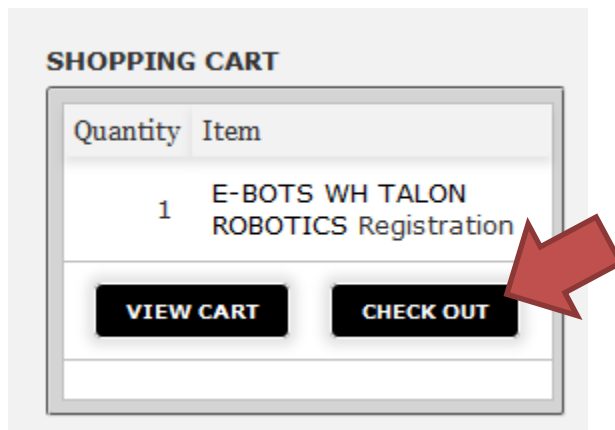 SHOPPING CART
Quantity Item
1 E-BOTS WH TALON
ROBOTICS Registration
VIEW CART CHECK OUT